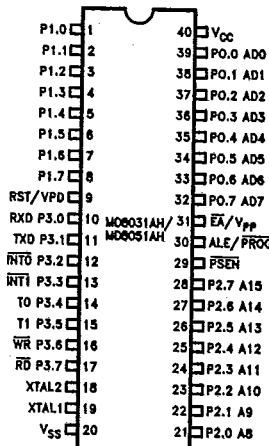 P1.0 1 40 VCC
P1.1 2 39 P0.0 AD0
P1.2 3 38 P0.1 AD1
P1.3 4 37 P0.2 AD2
P1.4 5 36 P0.3 AD3
P1.5 6 35 P0.4 AD4
P1.6 7 34 P0.5 AD5
P1.7 8 33 P0.6 AD6
RST/VPD 9 32 P0.7 AD7
RXD P3.0 10 MD8031AH/ 31 EA/VPP
TXD P3.1 11 MD8051AH 30 ALE/PROG
INT0 P3.2 12 29 PSEN
INT1 P3.3 13 28 P2.7 A15
T0 P3.4 14 27 P2.6 A14
T1 P3.5 15 26 P2.5 A13
WR P3.6 16 25 P2.4 A12
RD P3.7 17 24 P2.3 A11
XTAL2 18 23 P2.2 A10
XTAL1 19 22 P2.1 A9
VSS 20 21 P2.0 A8